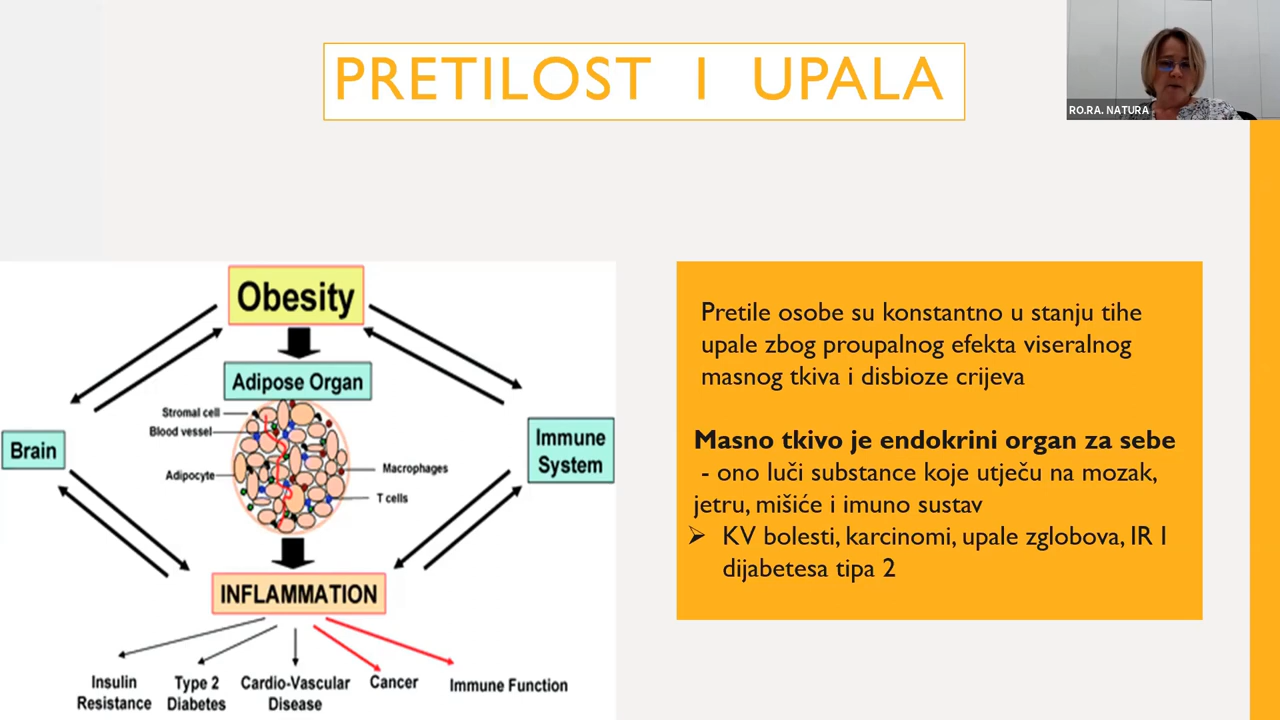 PRETILOST I UPALA
RO.RA. NATURA
Obesity
Adipose Organ
Stromal cell
Blood vessel
Adipocyte
Macrophages
T cells
Brain
Immune
System
INFLAMMATION
Insulin
Resistance
Type 2
Diabetes
Cardio-Vascular
Disease
Cancer
Immune Function
Pretile osobe su konstantno u stanju tihe
upale zbog proupalnog efekta viseralnog
masnog tkiva i disbioze crijeva
Masno tkivo je endokrini organ za sebe
- ono luči substance koje utječu na mozak,
jetru, mišiće i imuno sustav
➢ KV bolesti, karcinomi, upale zglobova, IR I
dijabetesa tipa 2